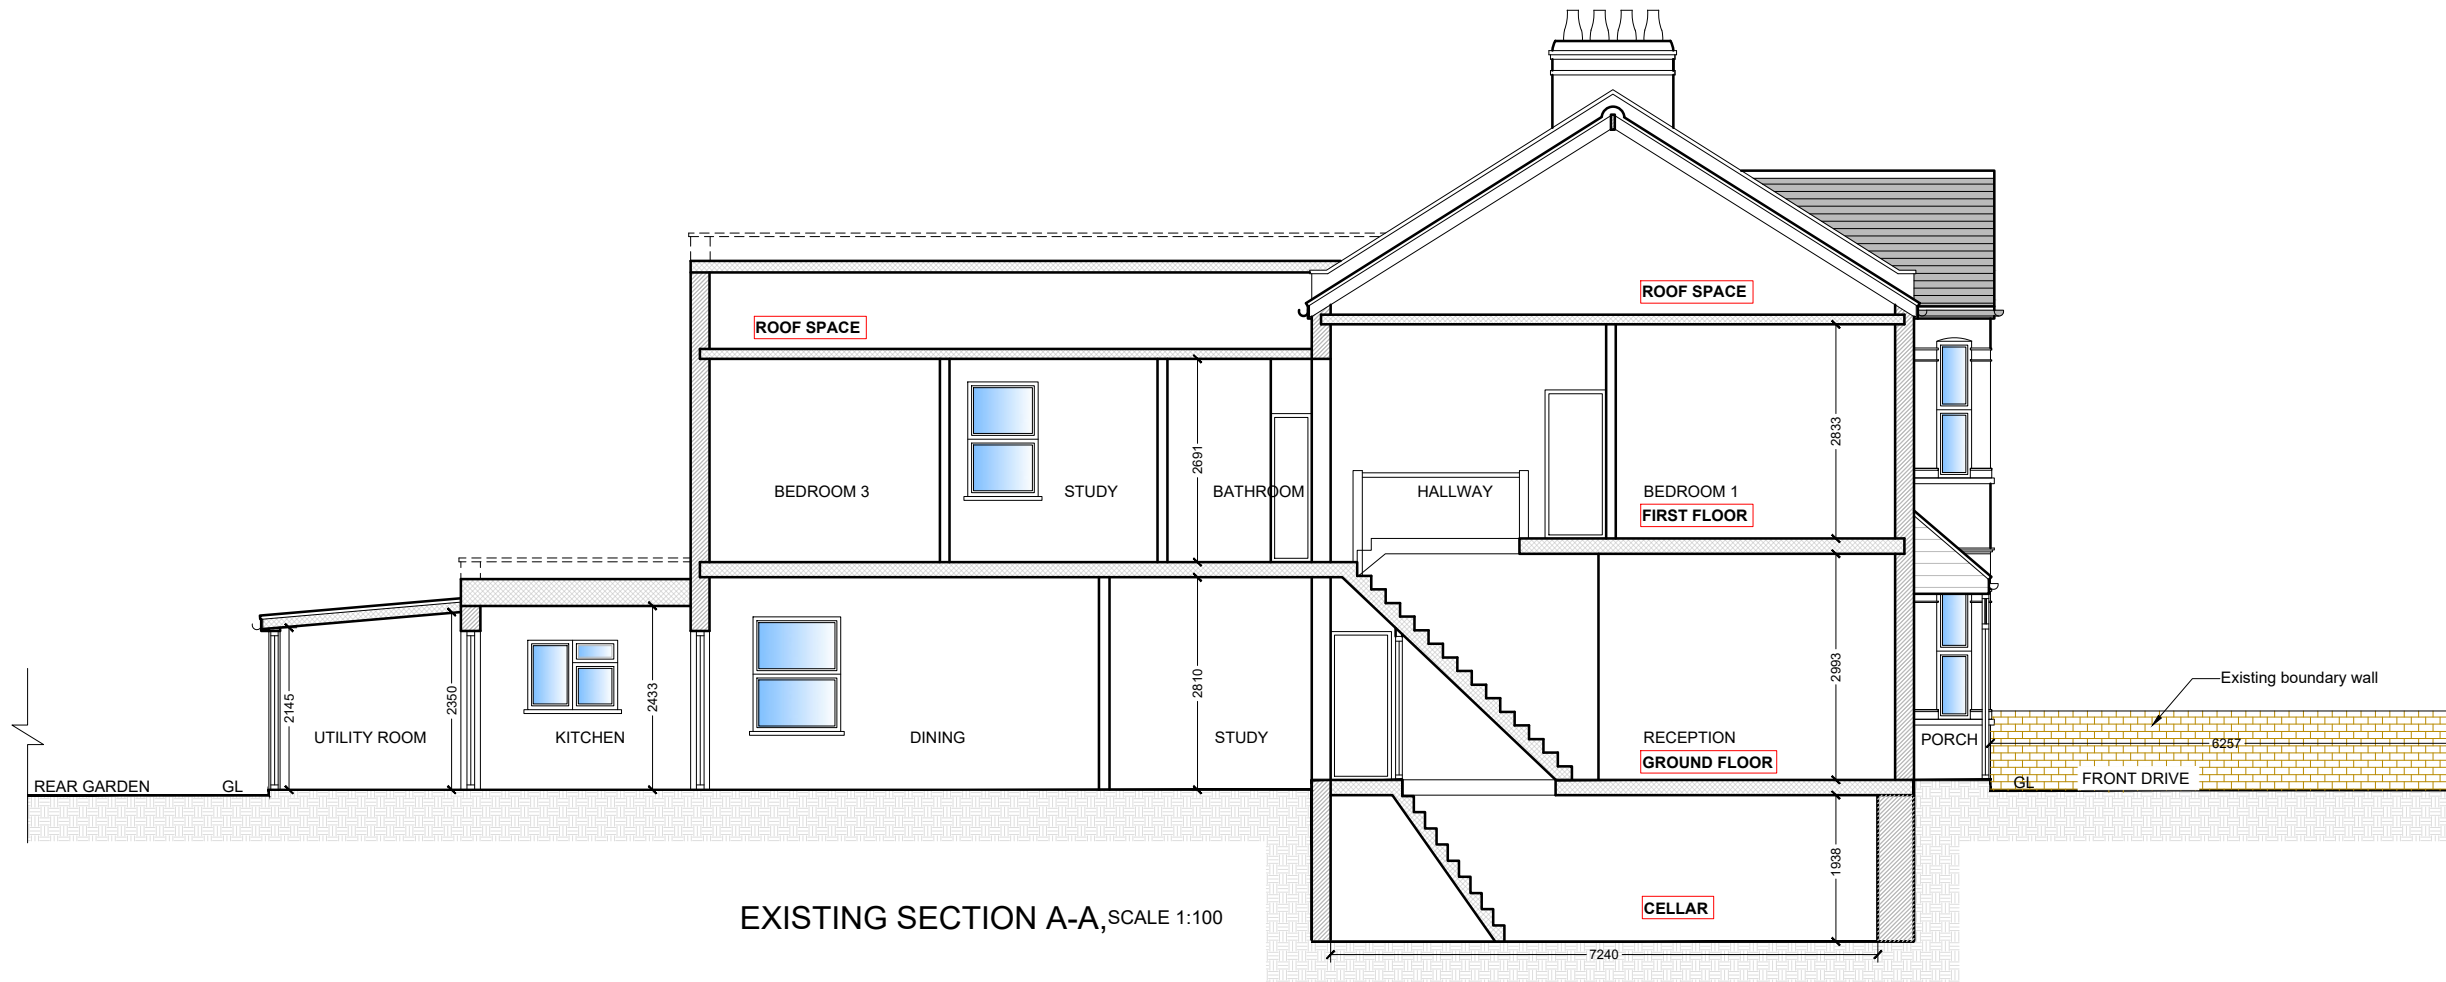 ROOF SPACE
ROOF SPACE
2833
2691
BEDROOM 3
STUDY
BATHROOM
HALLWAY
BEDROOM 1
FIRST FLOOR
2145
2350
2433
2810
2993
Existing boundary wall
UTILITY ROOM
KITCHEN
DINING
STUDY
RECEPTION
PORCH
6257
GROUND FLOOR
REAR GARDEN
GL
GL
FRONT DRIVE
1938
CELLAR
EXISTING SECTION A-A, SCALE 1:100
7240